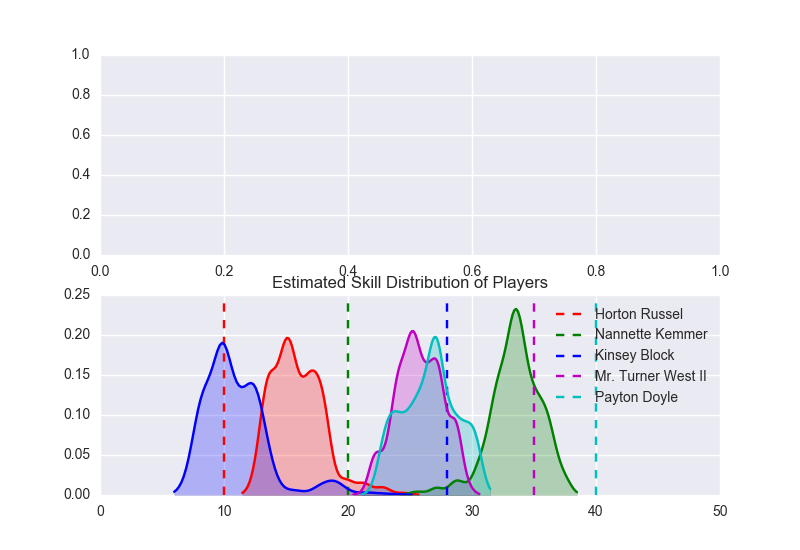 1.0
0.8
0.6
0.4
0.2
0.0
0.0 0.2 0.4 0.6 0.8 1.0
Estimated Skill Distribution of Players
0.25
0.20
0.15
0.10
0.05
0.00
Horton Russel
Nannette Kemmer
Kinsey Block
Mr. Turner West II
Payton Doyle
0 10 20 30 40 50